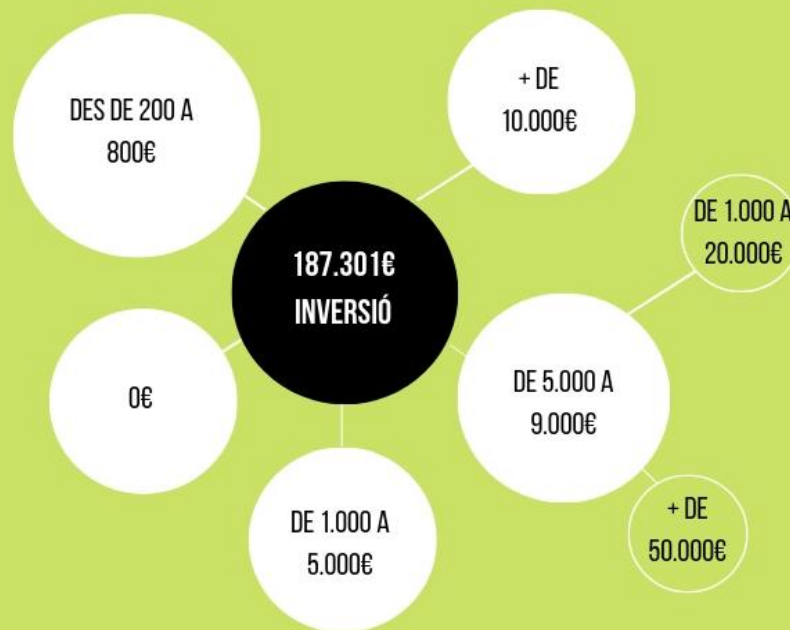 DES DE 200 A
800€
+ DE
10.000€
DE 1.000 A
20.000€
187.301€
INVERSIÓ
0€
DE 5.000 A
9.000€
DE 1.000 A
5.000€
+ DE
50.000€